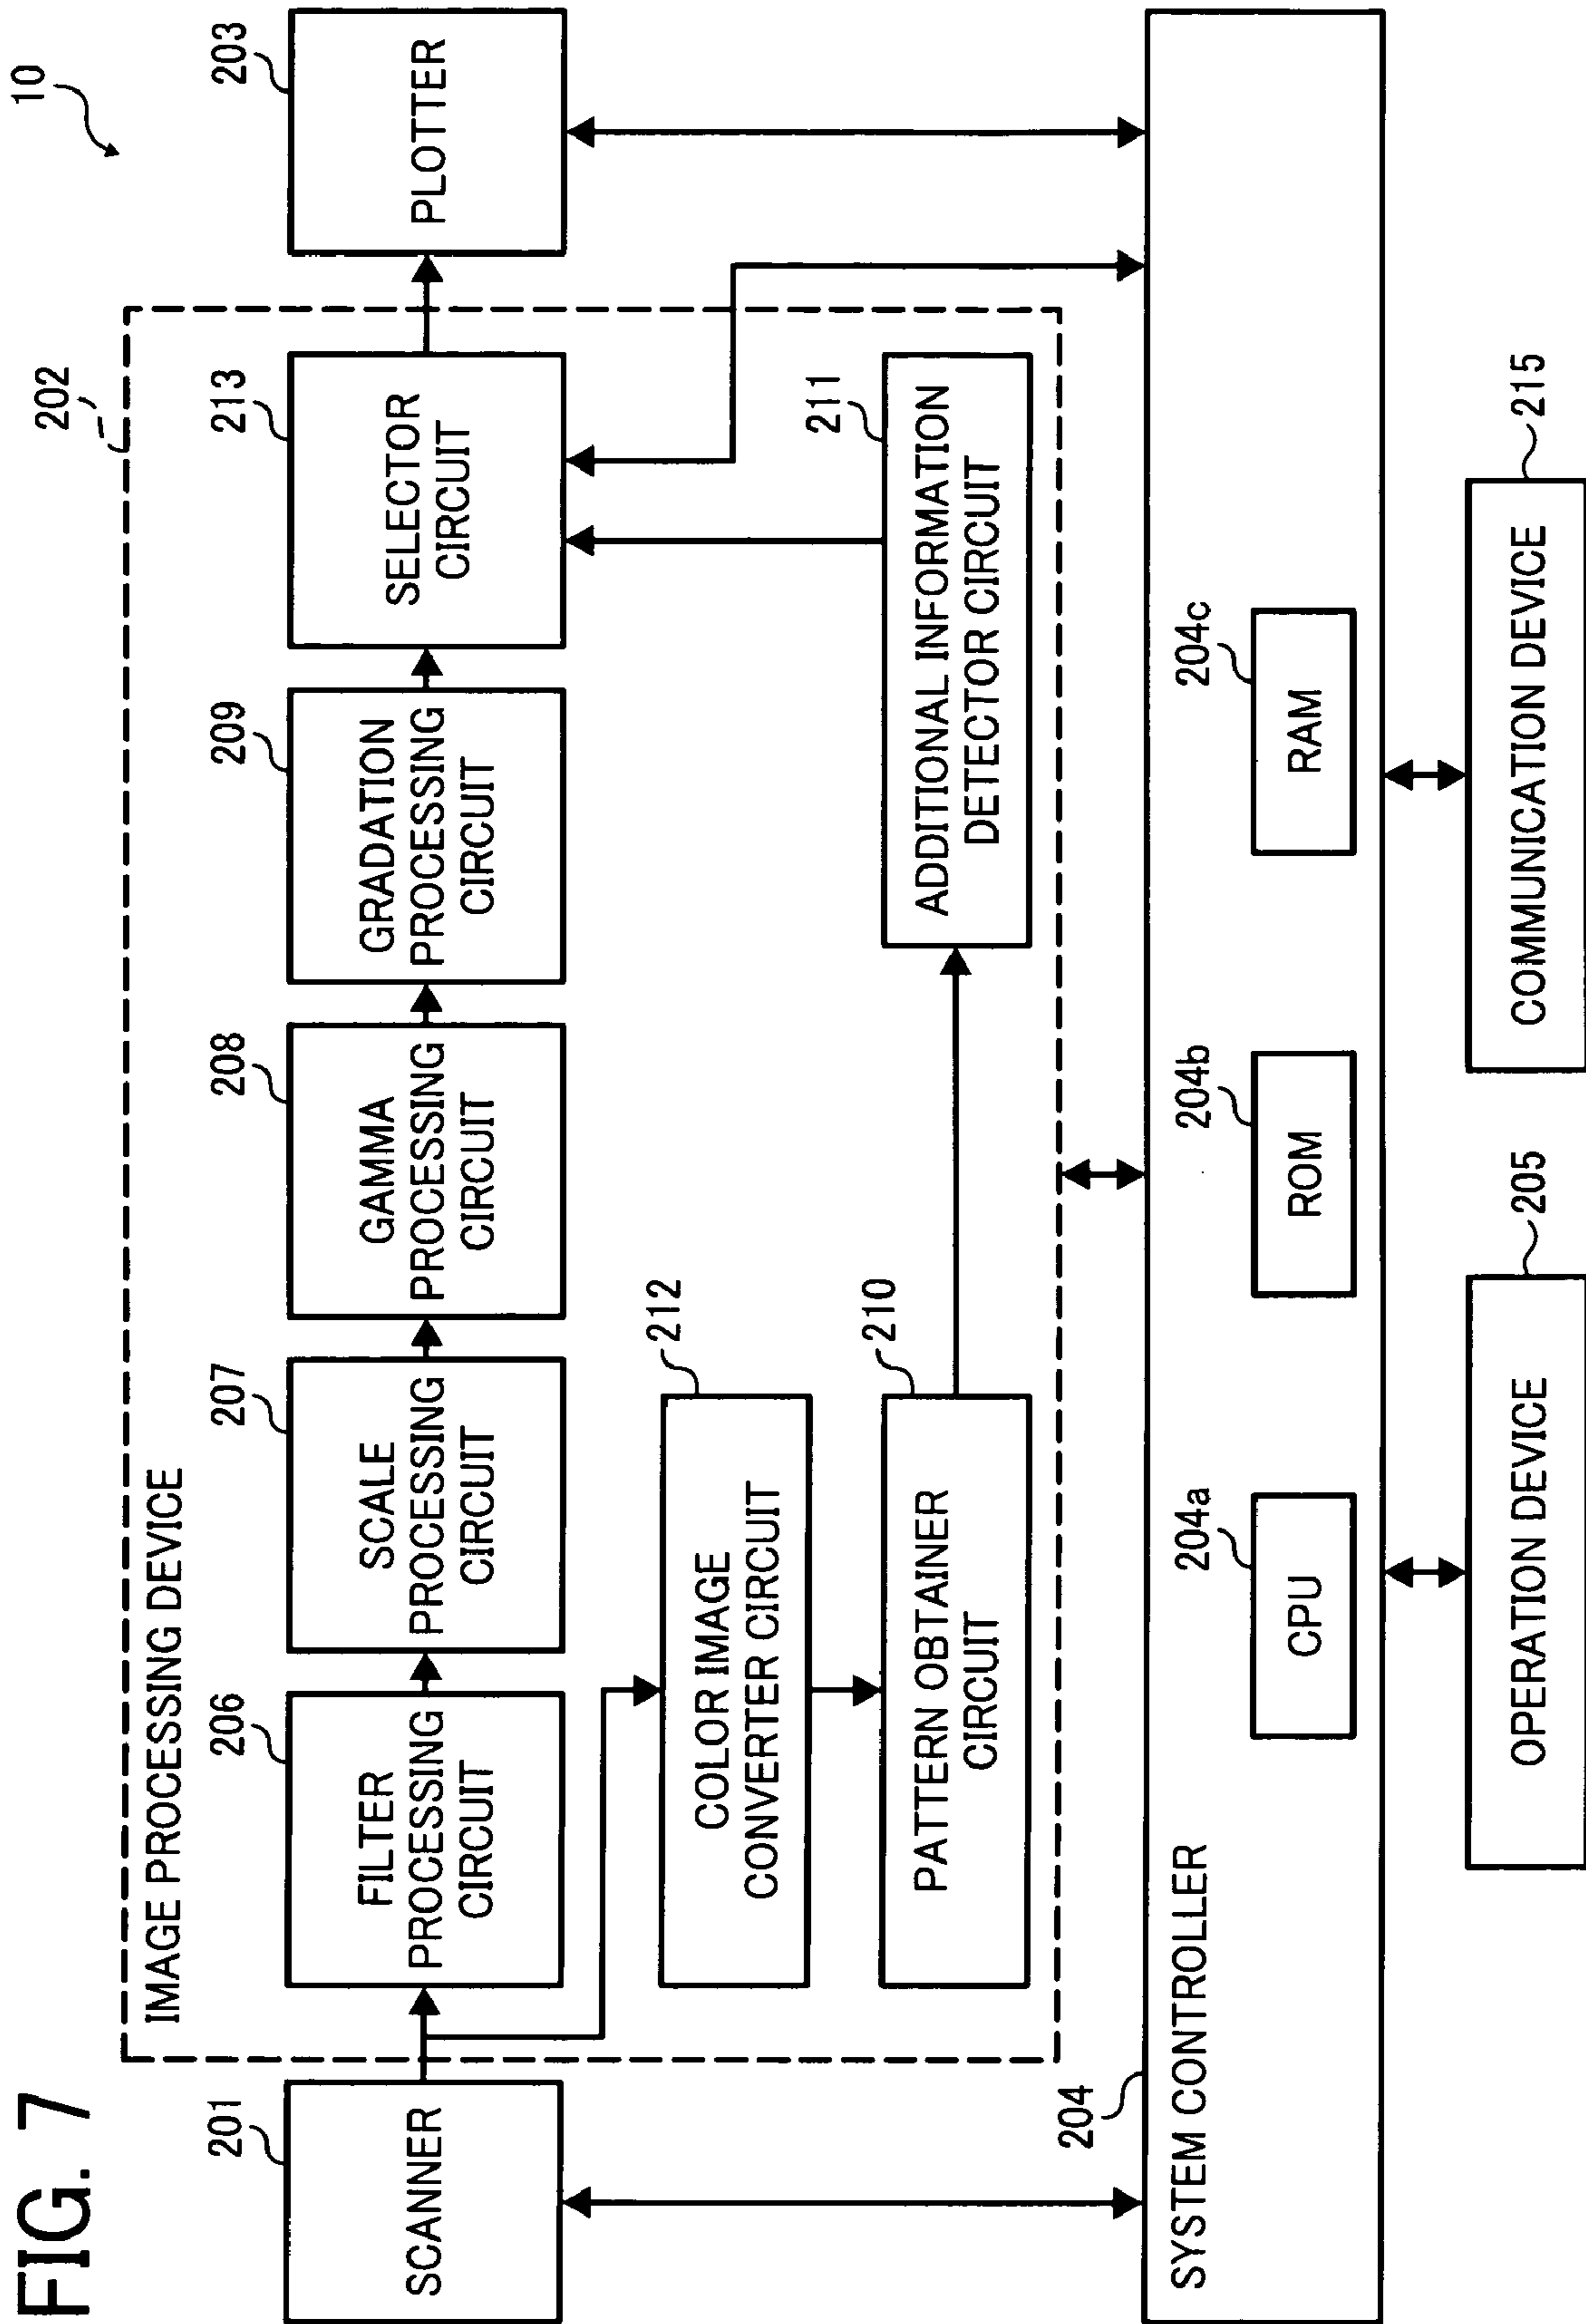 FIG. 7
10
202
IMAGE PROCESSING DEVICE
201
SCANNER
206
FILTER
PROCESSING
CIRCUIT
207
SCALE
PROCESSING
CIRCUIT
208
GAMMA
PROCESSING
CIRCUIT
209
GRADATION
PROCESSING
CIRCUIT
213
SELECTOR
CIRCUIT
203
PLOTTER
212
COLOR IMAGE
CONVERTER CIRCUIT
210
PATTERN OBTAINER
CIRCUIT
211
ADDITIONAL INFORMATION
DETECTOR CIRCUIT
204
SYSTEM CONTROLLER
204a
CPU
204b
ROM
204c
RAM
205
OPERATION DEVICE
215
COMMUNICATION DEVICE